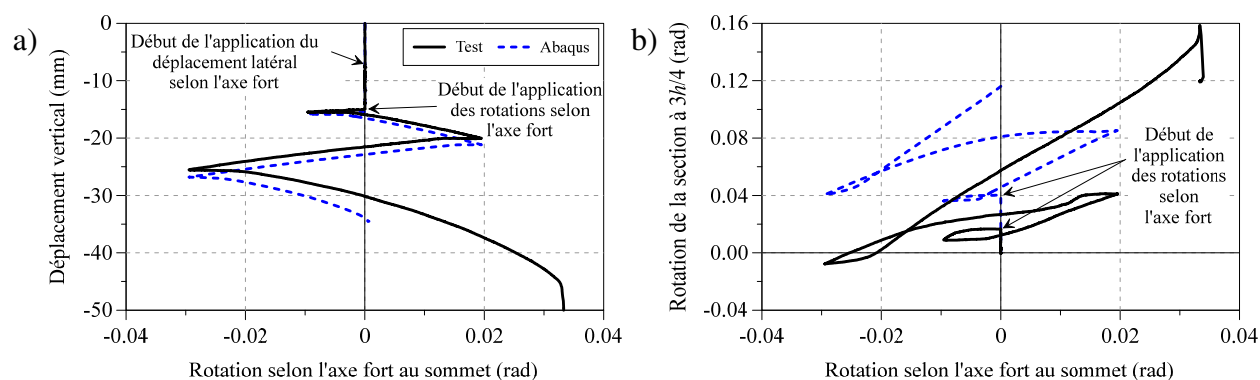 a)
Déplacement vertical (mm)
0
-10
-20
-30
-40
-50
Début de l'application du
déplacement latéral
selon l'axe fort
Test
Abaqus
Début de l'application
des rotations selon
l'axe fort
-0.04
-0.02
0
0.02
0.04
Rotation selon l'axe fort au sommet (rad)
b)
Rotation de la section à 3h/4 (rad)
0.16
0.12
0.08
0.04
0.00
-0.04
Début de
l'application
des rotations
selon
l'axe fort
-0.04
-0.02
0
0.02
0.04
Rotation selon l'axe fort au sommet (rad)